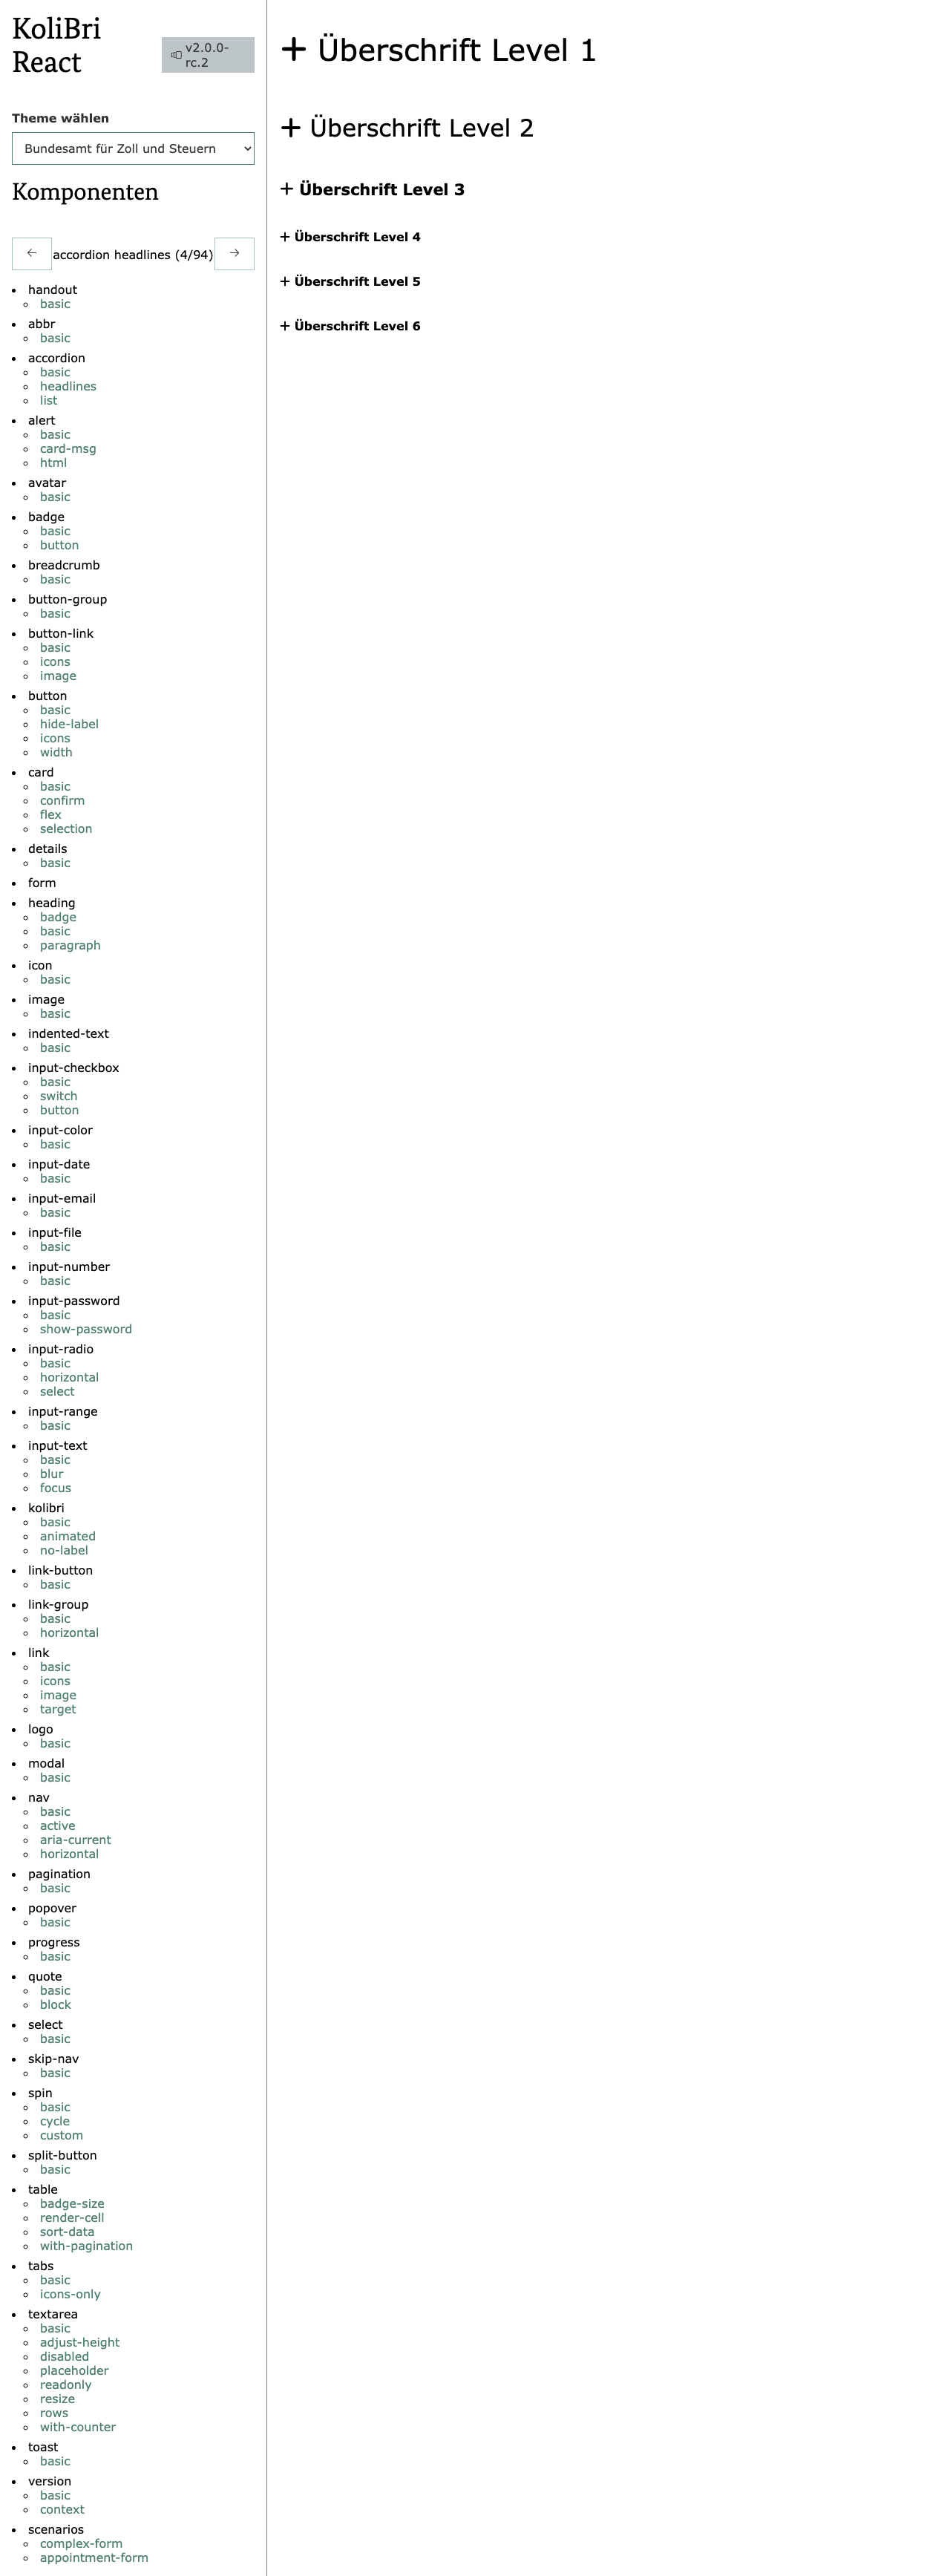 KoliBri
React
v2.0.0-
rc.2
Theme wählen
Bundesamt für Zoll und Steuern
Komponenten
accordion headlines (4/94)
handout
basic
abbr
basic
accordion
basic
headlines
list
alert
basic
card-msg
html
avatar
basic
badge
basic
button
breadcrumb
basic
button-group
basic
button-link
basic
icons
image
button
basic
hide-label
icons
width
card
basic
confirm
flex
selection
details
basic
form
heading
badge
basic
paragraph
icon
basic
image
basic
indented-text
basic
input-checkbox
basic
switch
button
input-color
basic
input-date
basic
input-email
basic
input-file
basic
input-number
basic
input-password
basic
show-password
input-radio
basic
horizontal
select
input-range
basic
input-text
basic
blur
focus
kolibri
basic
animated
no-label
link-button
basic
link-group
basic
horizontal
link
basic
icons
image
target
logo
basic
modal
basic
nav
basic
active
aria-current
horizontal
pagination
basic
popover
basic
progress
basic
quote
basic
block
select
basic
skip-nav
basic
spin
basic
cycle
custom
split-button
basic
table
badge-size
render-cell
sort-data
with-pagination
tabs
basic
icons-only
textarea
basic
adjust-height
disabled
placeholder
readonly
resize
rows
with-counter
toast
basic
version
basic
context
scenarios
complex-form
appointment-form
Überschrift Level 1
Überschrift Level 2
Überschrift Level 3
Überschrift Level 4
Überschrift Level 5
Überschrift Level 6